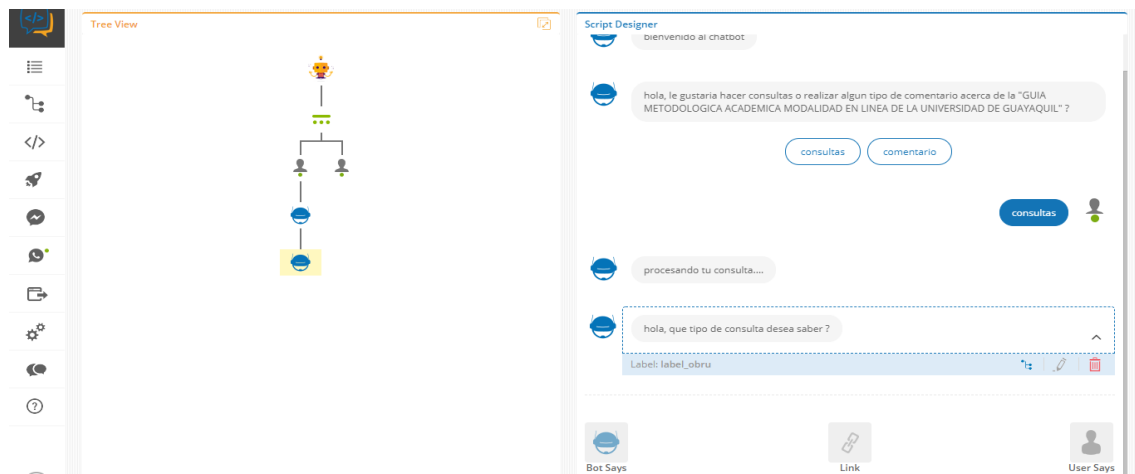 Tree View
Script Designer
bienvenido al chatbot
hola, le gustaria hacer consultas o realizar algun tipo de comentario acerca de la "GUIA
METODOLOGICA ACADEMICA MODALIDAD EN LINEA DE LA UNIVERSIDAD DE GUAYAQUIL" ?
consultas
comentario
consultas
procesando tu consulta....
hola, que tipo de consulta desea saber ?
Label: label_obru
Bot Says
Link
User Says